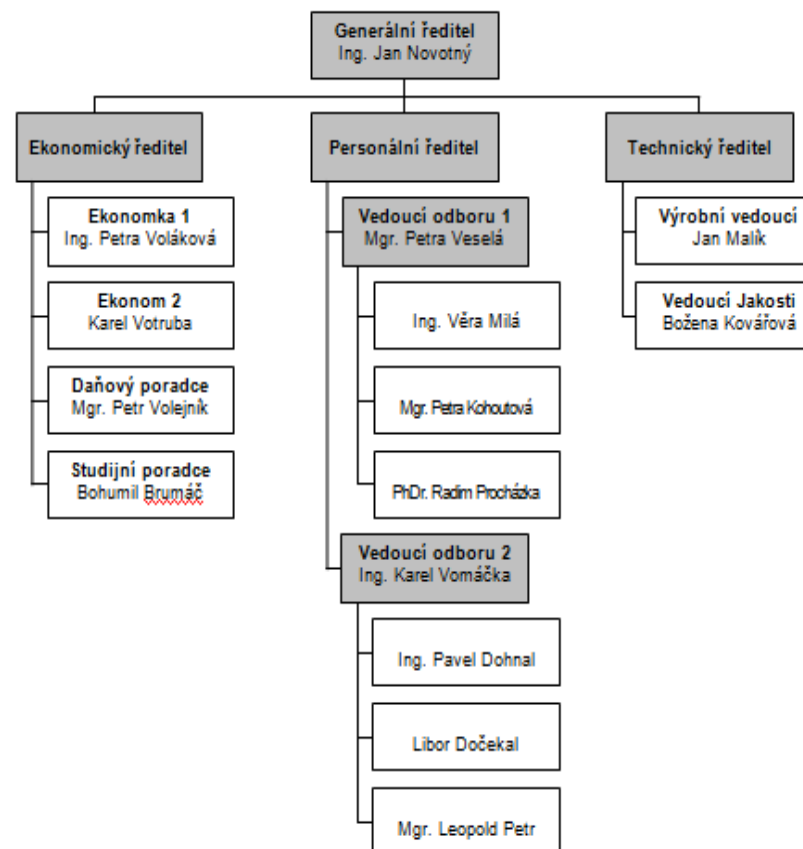 Generální ředitel
Ing. Jan Novotný
Ekonomický ředitel
Personální ředitel
Technický ředitel
Ekonomka 1
Ing. Petra Voláková
Ekonom 2
Karel Votruba
Daňový poradce
Mgr. Petr Volejník
Studijní poradce
Bohumil Brumáč
Vedoucí odboru 1
Mgr. Petra Veselá
Ing. Věra Milá
Mgr. Petra Kohoutová
PhDr. Radim Procházka
Vedoucí odboru 2
Ing. Karel Vomáčka
Ing. Pavel Dohnal
Libor Dočekal
Mgr. Leopold Petr
Výrobní vedoucí
Jan Malík
Vedoucí Jakosti
Božena Kovářová